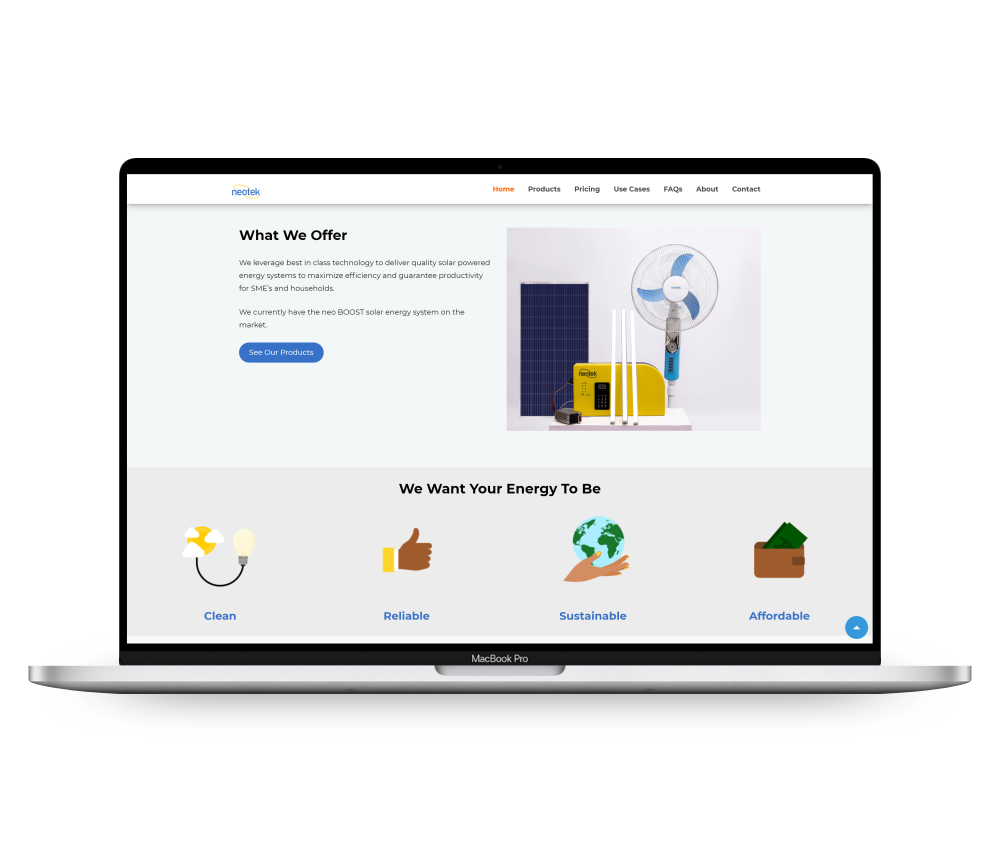 neotek
Home Products Pricing Use Cases FAQs About Contact
What We Offer
We leverage best in class technology to deliver quality solar powered
energy systems to maximize efficiency and guarantee productivity
for SME's and households.
We currently have the neo BOOST solar energy system on the
market.
See Our Products
neotek
We Want Your Energy To Be
Clean Reliable Sustainable Affordable
MacBook Pro